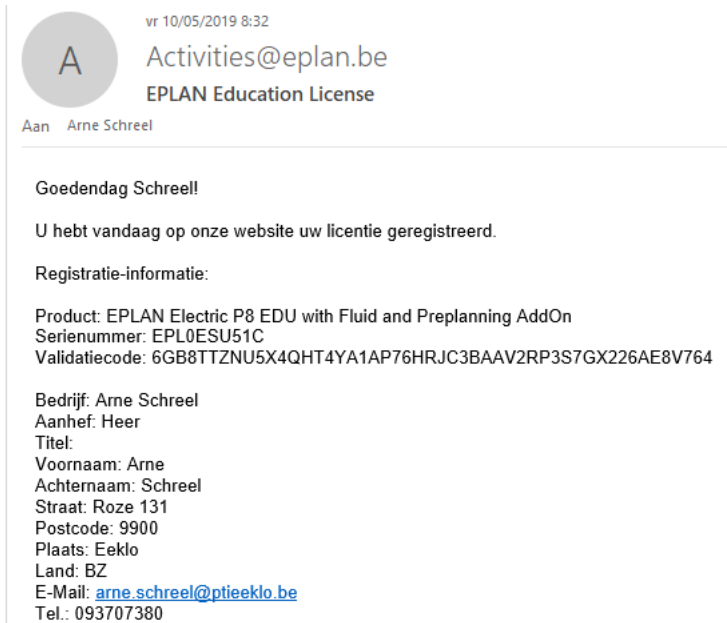 vr 10/05/2019 8:32
A
Activities@eplan.be
EPLAN Education License
Aan Arne Schreel
Goedendag Schreel!
U hebt vandaag op onze website uw licentie geregistreerd.
Registratie-informatie:
Product: EPLAN Electric P8 EDU with Fluid and Preplanning AddOn
Serienummer: EPL0ESU51C
Validatiecode: 6GB8TTZNU5X4QHT4YA1AP76HRJC3BAAV2RP3S7GX226AE8V764
Bedrijf: Arne Schreel
Aanhef: Heer
Titel:
Voornaam: Arne
Achternaam: Schreel
Straat: Roze 131
Postcode: 9900
Plaats: Eeklo
Land: BZ
E-Mail: arne.schreel@ptieeklo.be
Tel.: 093707380